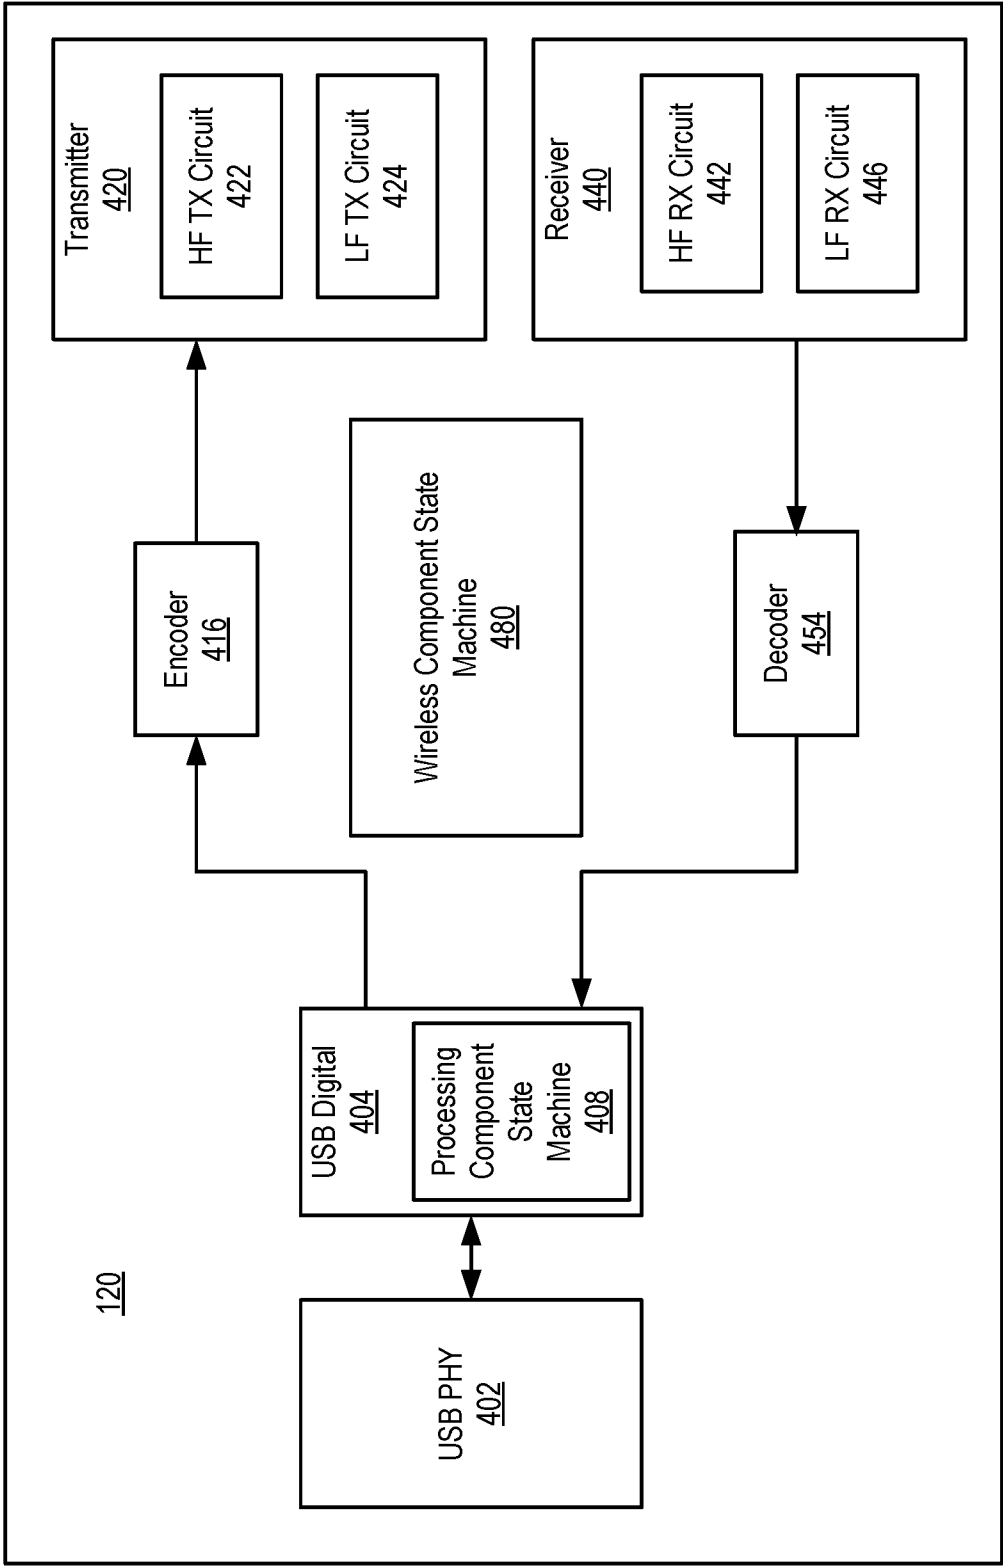 120
USB PHY
402
USB Digital
404
Processing
Component
State
Machine
408
Encoder
416
Wireless Component State
Machine
480
Decoder
454
Transmitter
420
HF TX Circuit
422
LF TX Circuit
424
Receiver
440
HF RX Circuit
442
LF RX Circuit
446